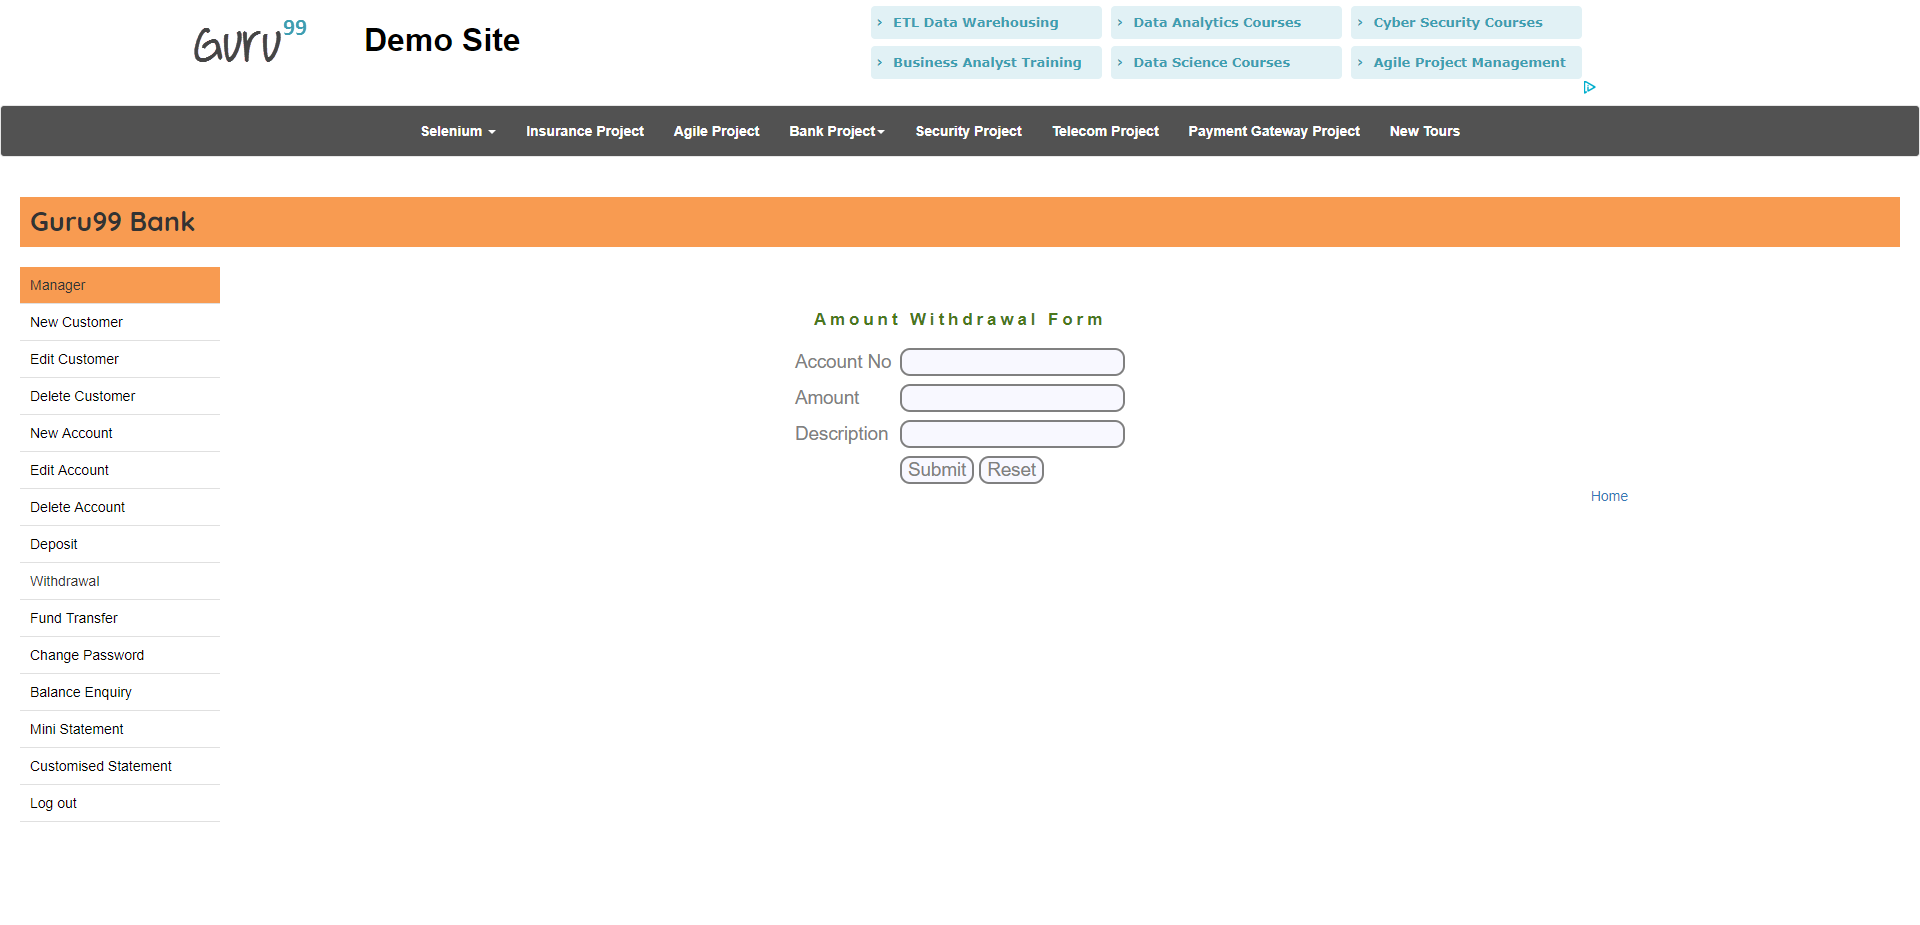 Guru99
Demo Site
ETL Data Warehousing
Data Analytics Courses
Cyber Security Courses
Business Analyst Training
Data Science Courses
Agile Project Management
Selenium
Insurance Project
Agile Project
Bank Project
Security Project
Telecom Project
Payment Gateway Project
New Tours
Guru99 Bank
Manager
New Customer
Edit Customer
Delete Customer
New Account
Edit Account
Delete Account
Deposit
Withdrawal
Fund Transfer
Change Password
Balance Enquiry
Mini Statement
Customised Statement
Log out
Amount Withdrawal Form
Account No
Amount
Description
Submit Reset
Home